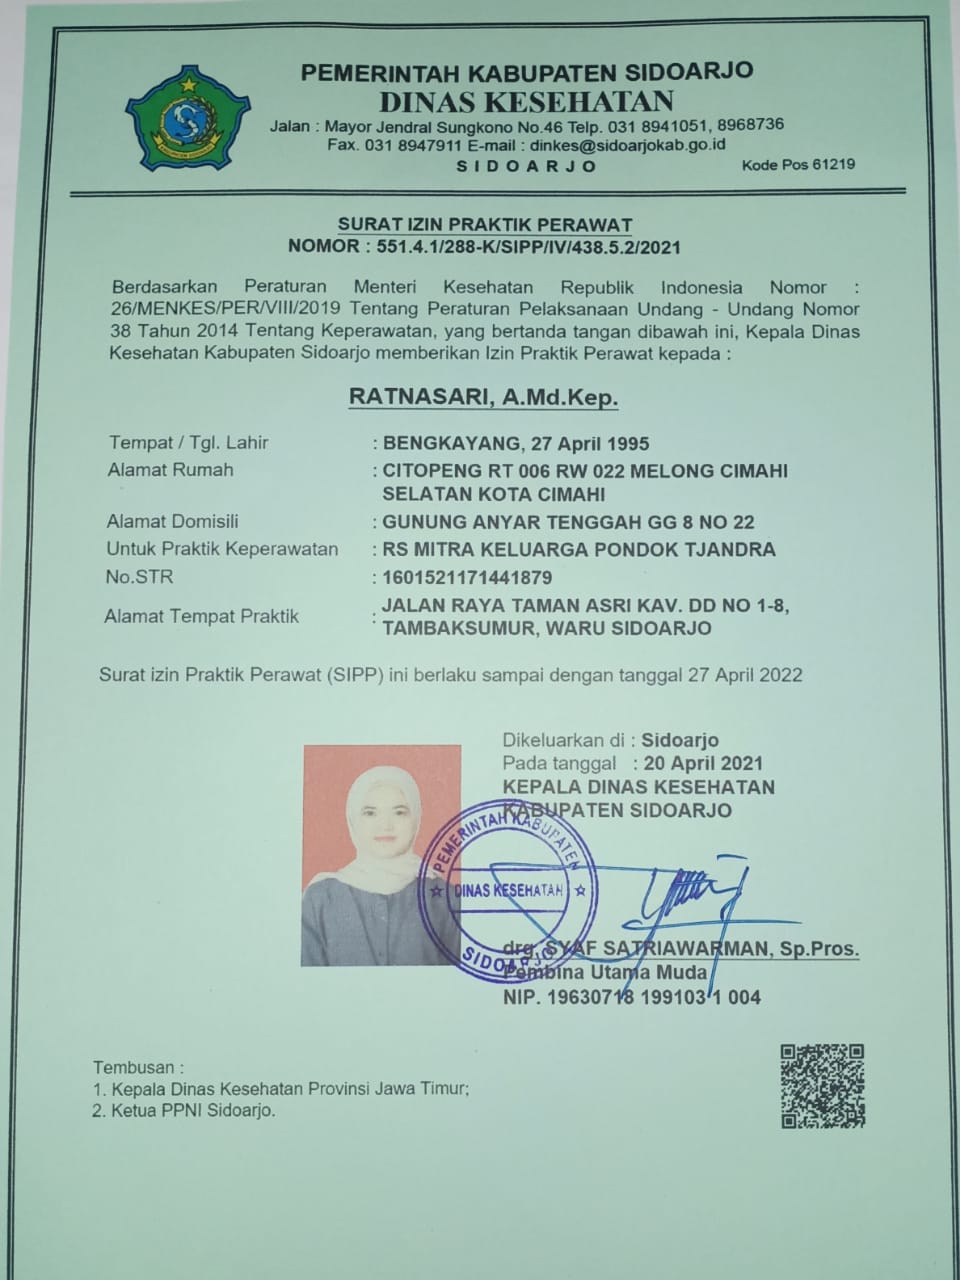 PEMERINTAH KABUPATEN SIDOARJO
DINAS KESEHATAN
Jalan : Mayor Jendral Sungkono No.46 Telp. 031 8941051, 8968736
Fax. 031 8947911 E-mail : dinkes@sidoarjokab.go.id
SIDOARJO
Kode Pos 61219
SURAT IZIN PRAKTIK PERAWAT
NOMOR : 551.4.1/288-K/SIPP/IV/438.5.2/2021
Berdasarkan Peraturan Menteri Kesehatan Republik Indonesia Nomor :
26/MENKES/PER/VIII/2019 Tentang Peraturan Pelaksanaan Undang - Undang Nomor
38 Tahun 2014 Tentang Keperawatan, yang bertanda tangan dibawah ini, Kepala Dinas
Kesehatan Kabupaten Sidoarjo memberikan Izin Praktik Perawat kepada :
RATNASARI, A.Md.Kep.
Tempat / Tgl. Lahir : BENGKAYANG, 27 April 1995
Alamat Rumah : CITOPENG RT 006 RW 022 MELONG CIMAHI
SELATAN KOTA CIMAHI
Alamat Domisili : GUNUNG ANYAR TENGGAH GG 8 NO 22
Untuk Praktik Keperawatan : RS MITRA KELUARGA PONDOK TJANDRA
No.STR : 1601521171441879
Alamat Tempat Praktik : JALAN RAYA TAMAN ASRI KAV. DD NO 1-8,
TAMBAKSUMUR, WARU SIDOARJO
Surat izin Praktik Perawat (SIPP) ini berlaku sampai dengan tanggal 27 April 2022
Dikeluarkan di : Sidoarjo
Pada tanggal : 20 April 2021
KEPALA DINAS KESEHATAN
KABUPATEN SIDOARJO
PEMERINTAH KABUPATEN
DINAS KESEHATAN
SIDOARJO
drg. SYAF SATRIAWARMAN, Sp.Pros.
Pembina Utama Muda
NIP. 19630718 199103 1 004
Tembusan :
1. Kepala Dinas Kesehatan Provinsi Jawa Timur;
2. Ketua PPNI Sidoarjo.